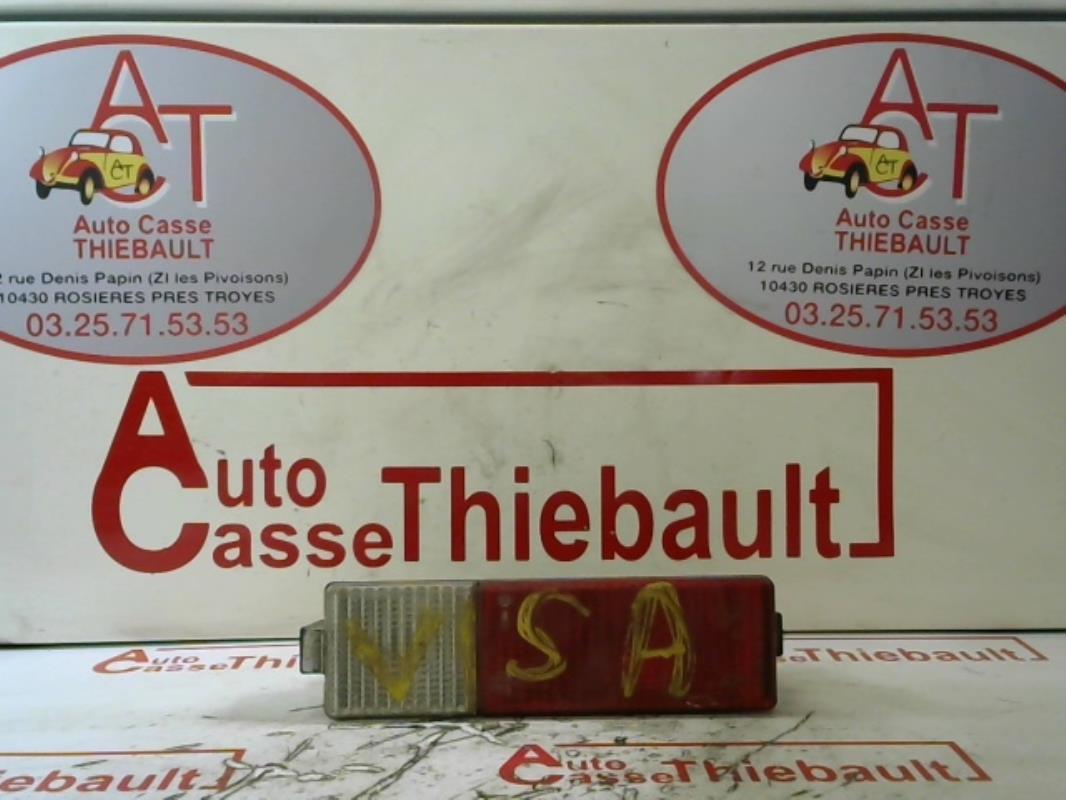 ACT
ACT
Auto Casse
THIEBAULT
2 rue Denis Papin (ZI les Pivoisons)
10430 ROSIERES PRES TROYES
03.25.71.53.53
ACT
ACT
Auto Casse
THIEBAULT
12 rue Denis Papin (ZI les Pivoisons)
10430 ROSIERES PRES TROYES
03.25.71.53.53
Auto
Casse Thiebault
VISA
Auto
Casse Thiebault
Thiebault
Thiebault
Auto
Casse Thiebault